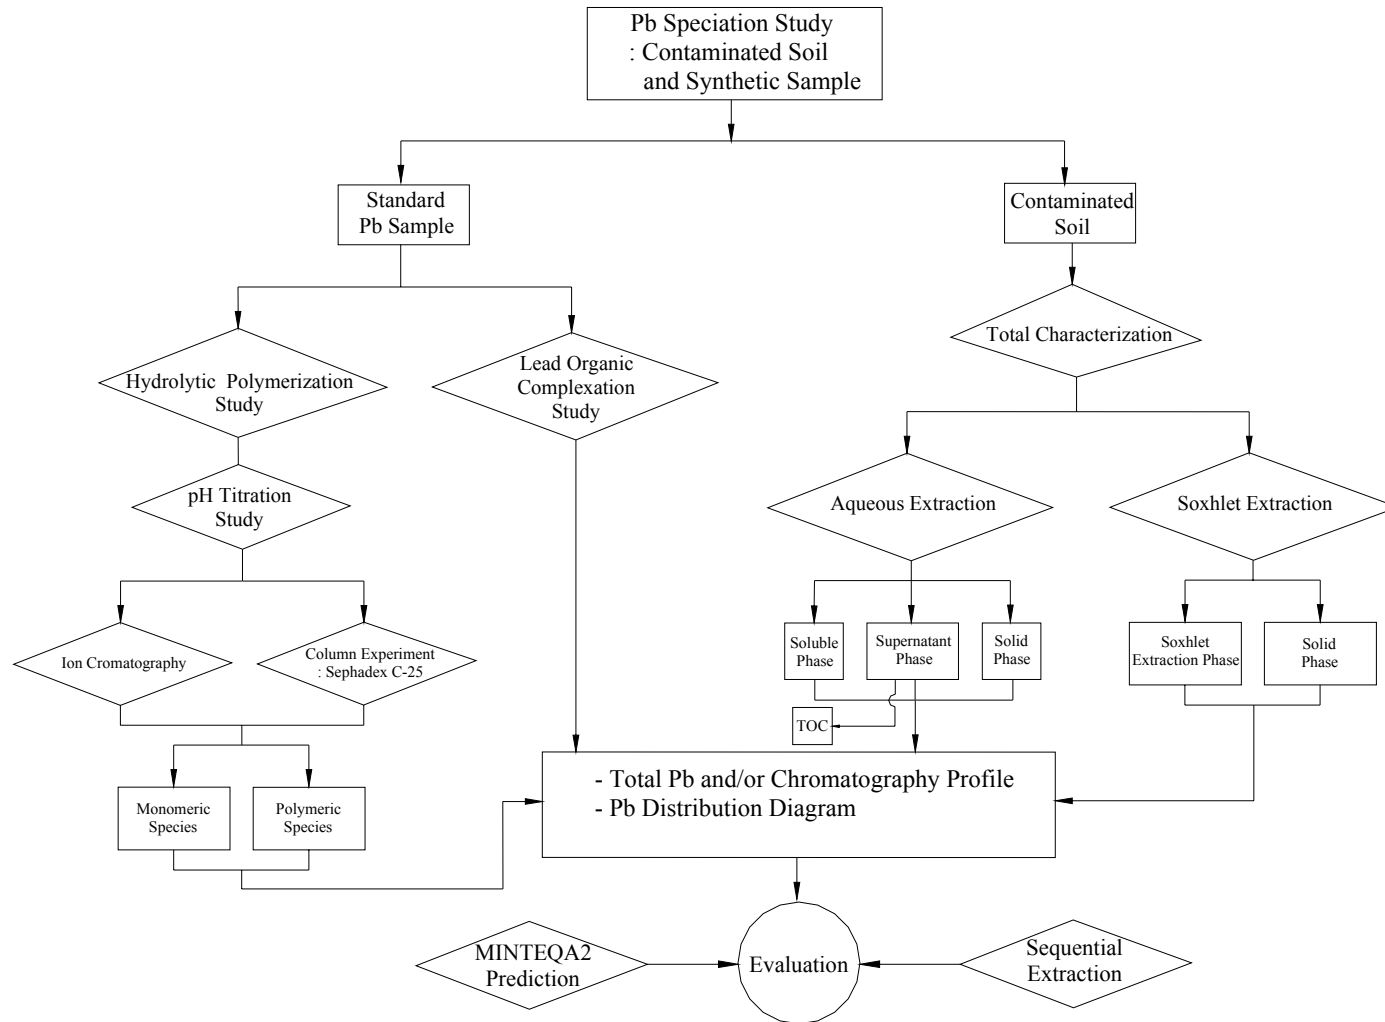 Pb Speciation Study
: Contaminated Soil
and Synthetic Sample
Standard
Pb Sample
Contaminated
Soil
Hydrolytic Polymerization
Study
Lead Organic
Complexation
Study
Total Characterization
pH Titration
Study
Aqueous Extraction
Soxhlet Extraction
Ion Cromatography
Column Experiment
: Sephadex C-25
Soluble
Phase
Supernatant
Phase
Solid
Phase
Soxhlet
Extraction Phase
Solid
Phase
TOC
Monomeric
Species
Polymeric
Species
- Total Pb and/or Chromatography Profile
- Pb Distribution Diagram
MINTEQA2
Prediction
Evaluation
Sequential
Extraction